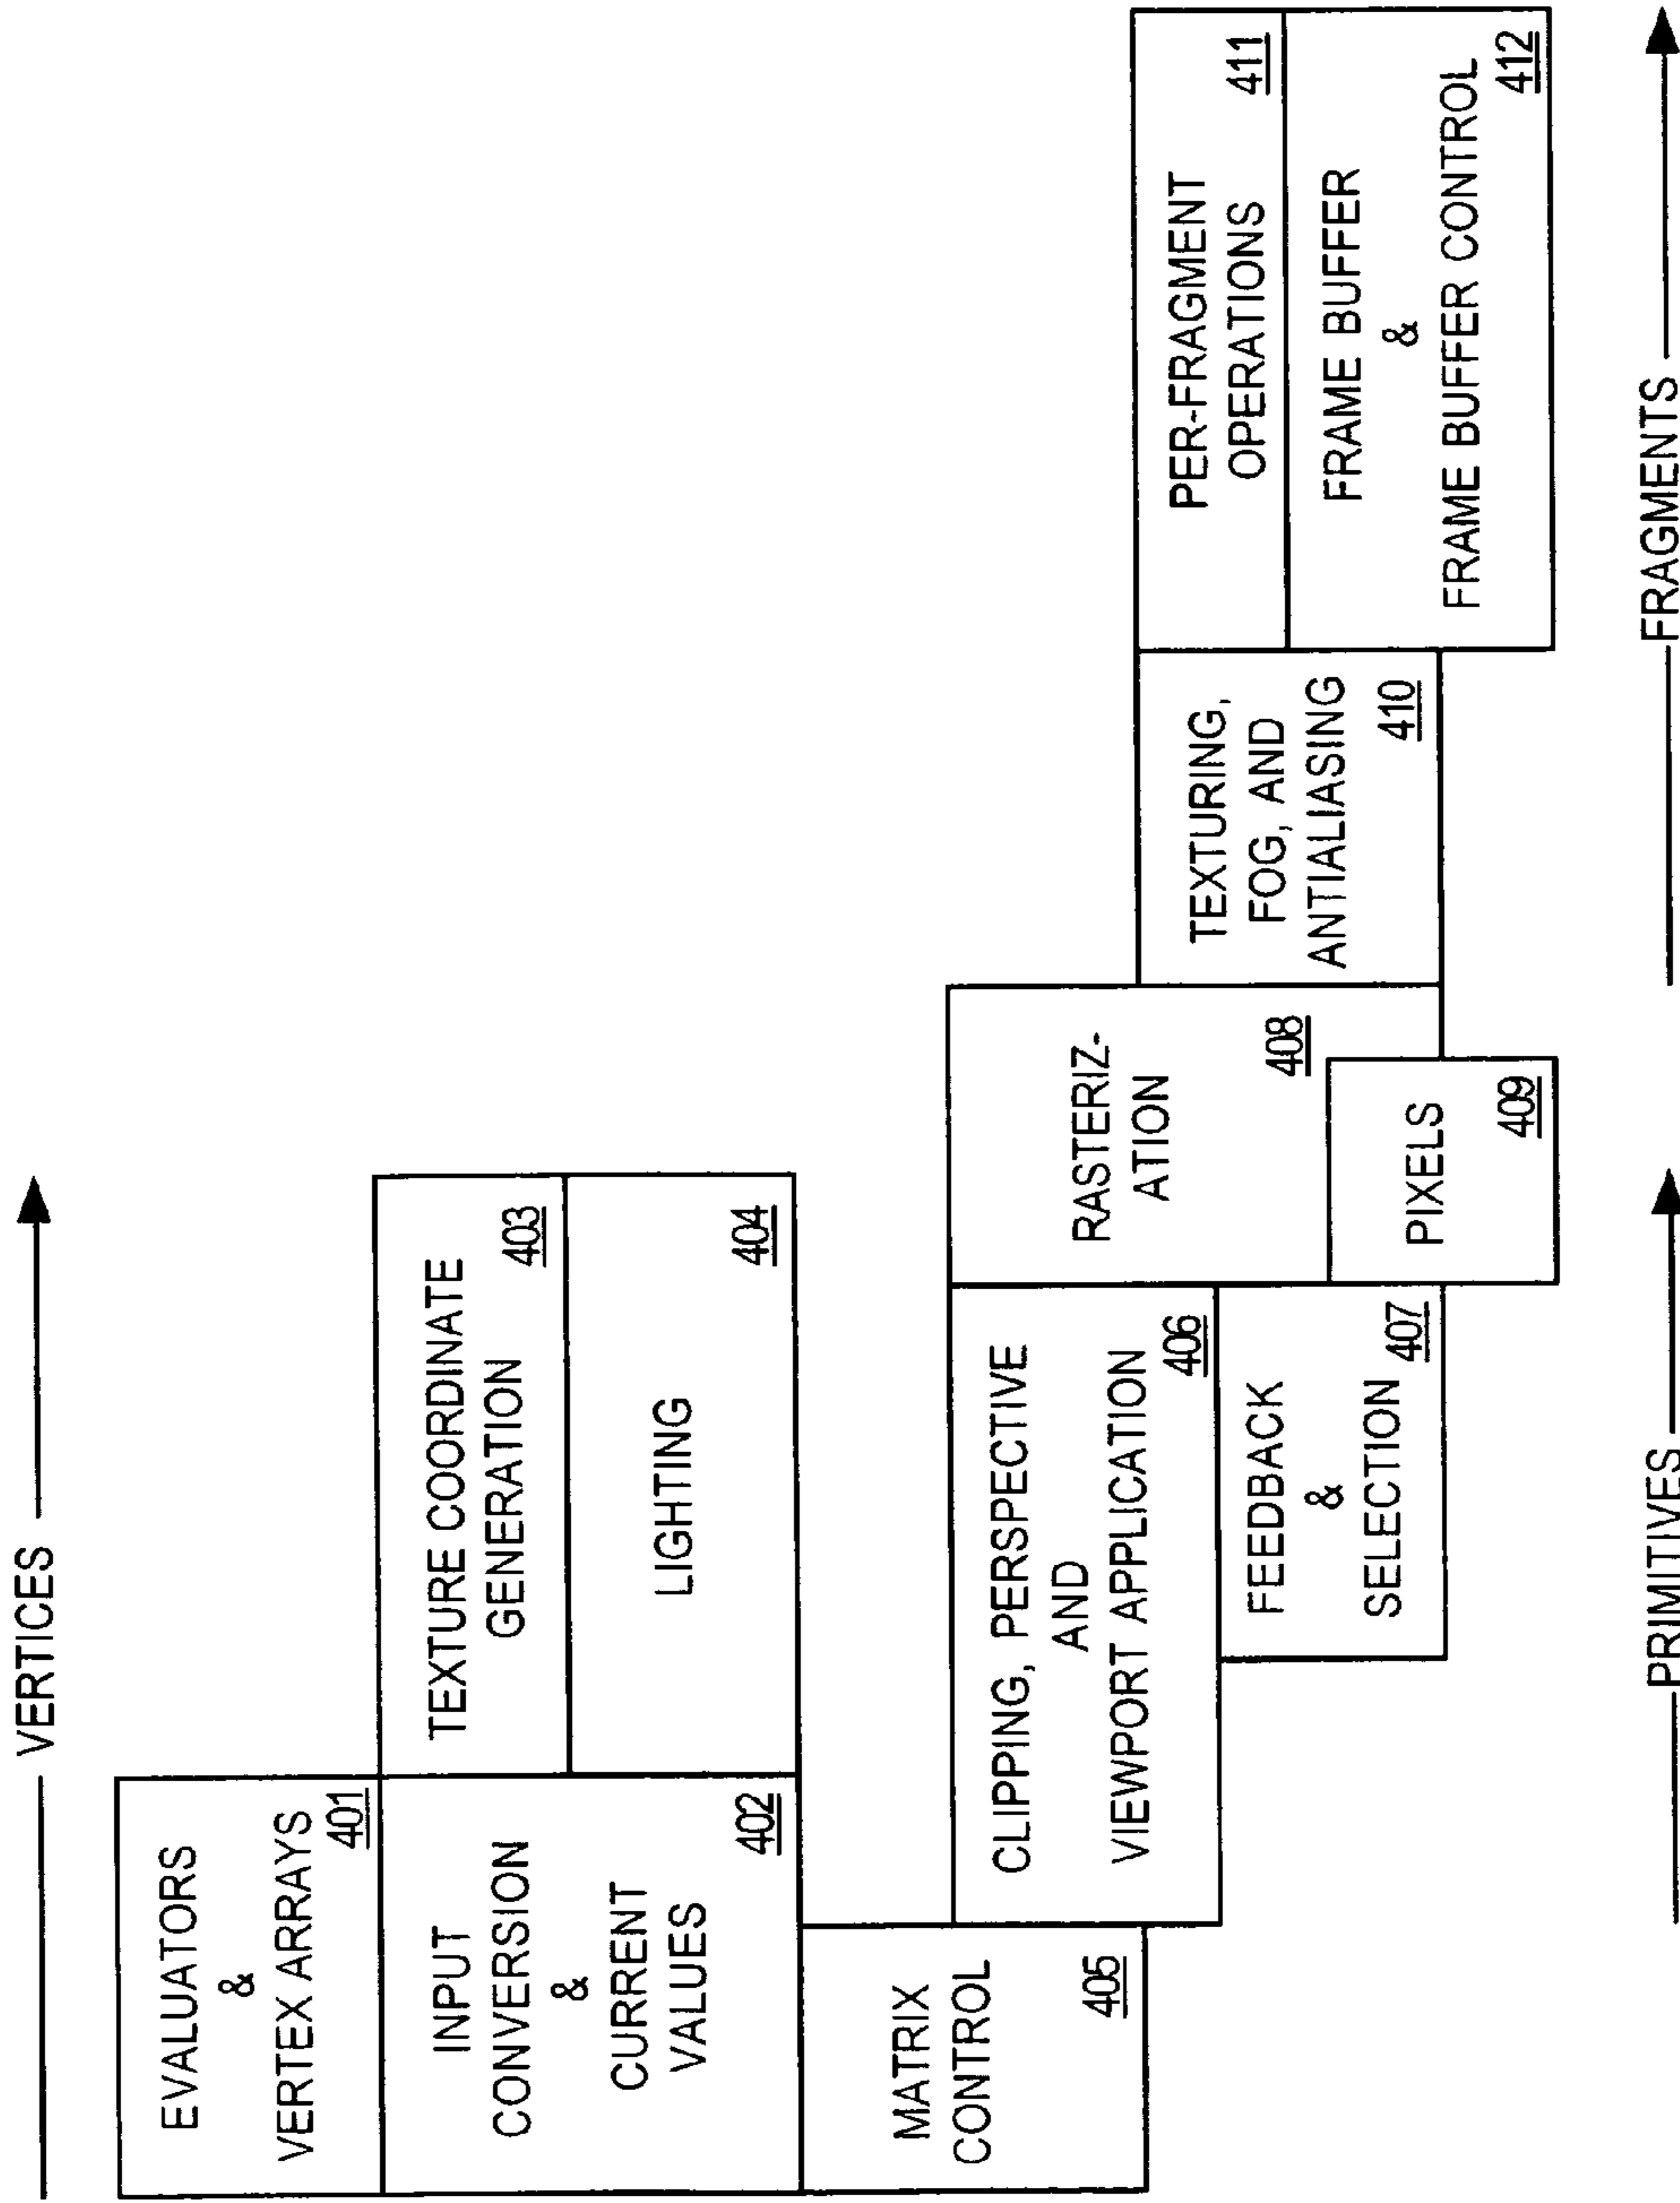 VERTICES
EVALUATORS
&
VERTEX ARRAYS
401
INPUT
CONVERSION
&
CURRENT
VALUES
402
TEXTURE COORDINATE
GENERATION
403
LIGHTING
404
MATRIX
CONTROL
405
CLIPPING, PERSPECTIVE
AND
VIEWPORT APPLICATION
406
FEEDBACK
&
SELECTION
407
RASTERIZ-
ATION
408
PIXELS
409
TEXTURING,
FOG, AND
ANTIALIASING
410
PER-FRAGMENT
OPERATIONS
411
FRAME BUFFER
&
FRAME BUFFER CONTROL
412
PRIMITIVES
FRAGMENTS